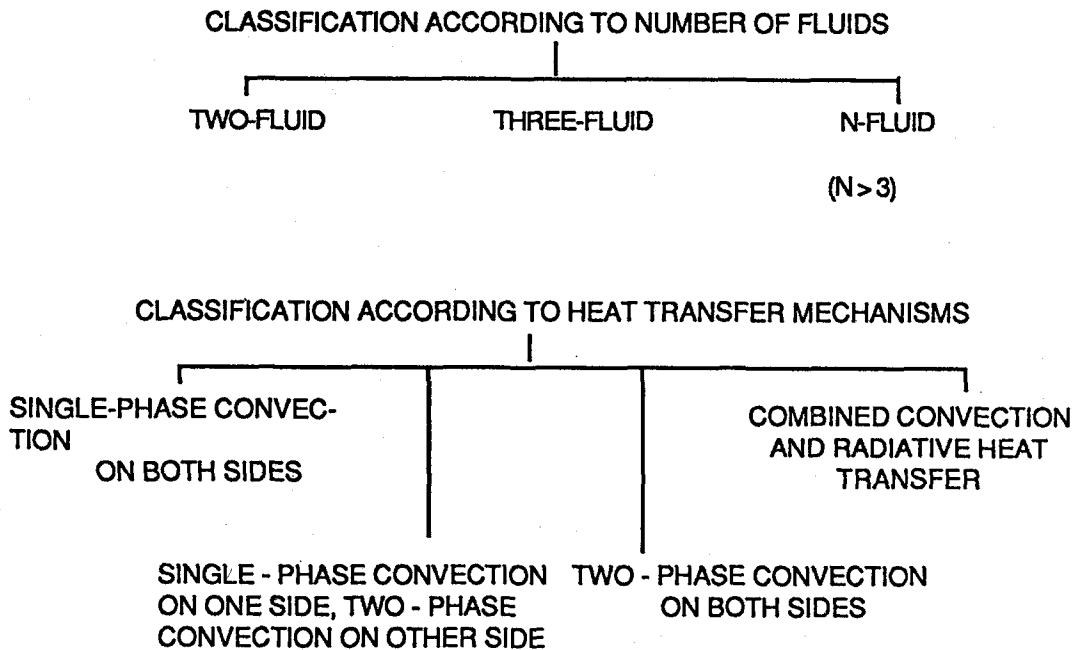 CLASSIFICATION ACCORDING TO NUMBER OF FLUIDS
TWO-FLUID THREE-FLUID N-FLUID
(N > 3)
CLASSIFICATION ACCORDING TO HEAT TRANSFER MECHANISMS
SINGLE-PHASE CONVEC-
TION
ON BOTH SIDES
COMBINED CONVECTION
AND RADIATIVE HEAT
TRANSFER
SINGLE - PHASE CONVECTION
ON ONE SIDE, TWO - PHASE
CONVECTION ON OTHER SIDE
TWO - PHASE CONVECTION
ON BOTH SIDES